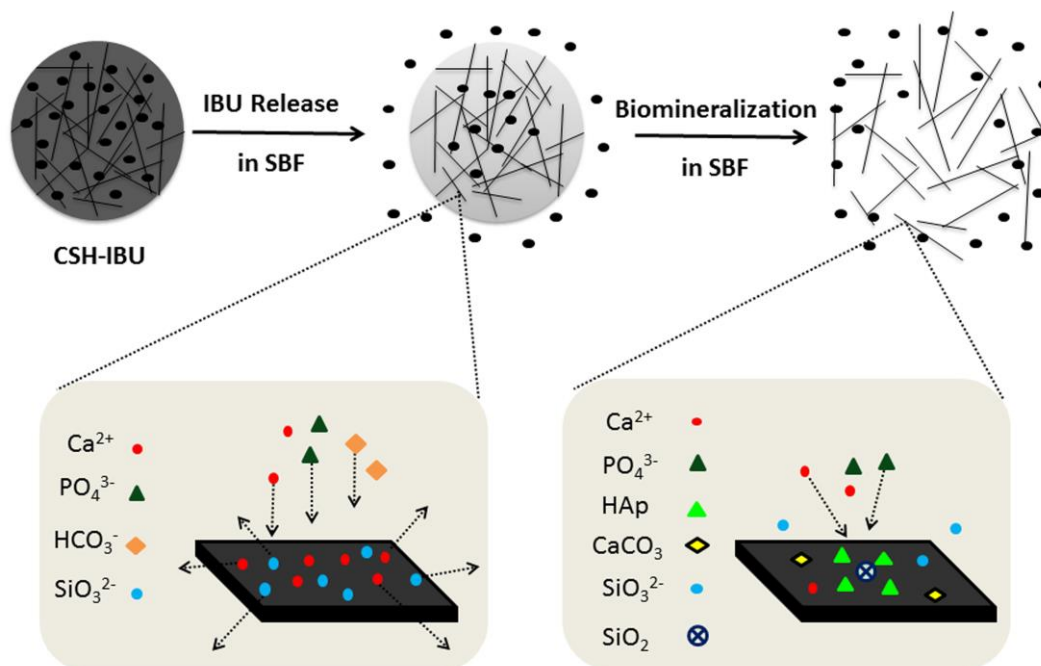 IBU Release
in SBF
Biomineralization
in SBF
CSH-IBU
Ca²⁺
PO₄³⁻
HCO₃⁻
SiO₃²⁻
Ca²⁺
PO₄³⁻
HAp
CaCO₃
SiO₃²⁻
SiO₂